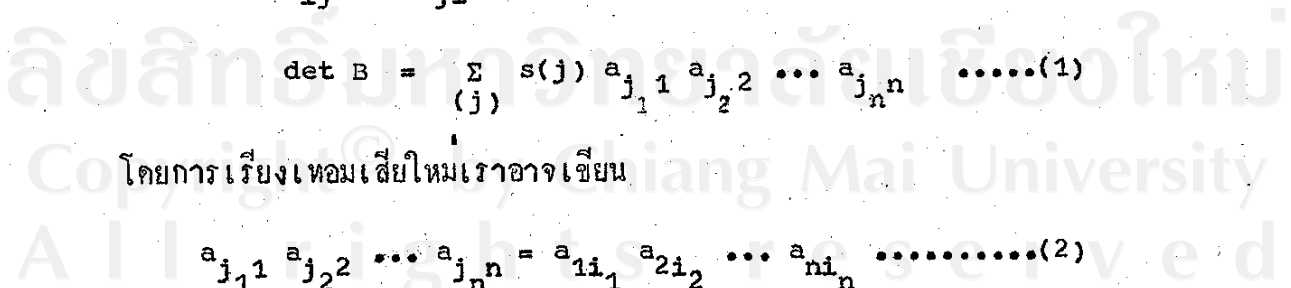 det B = Σ s(j) a_{j_1 1} a_{j_2 2} ... a_{j_n n} .....(1)
(j)
โดยการเรียงเทอมเสียใหม่เราอาจเขียน
a_{j_1 1} a_{j_2 2} ... a_{j_n n} = a_{1i_1} a_{2i_2} ... a_{ni_n} ..........(2)
ลิขสิทธิ์มหาวิทยาลัยเชียงใหม่
Copyright© by Chiang Mai University
All rights reserved